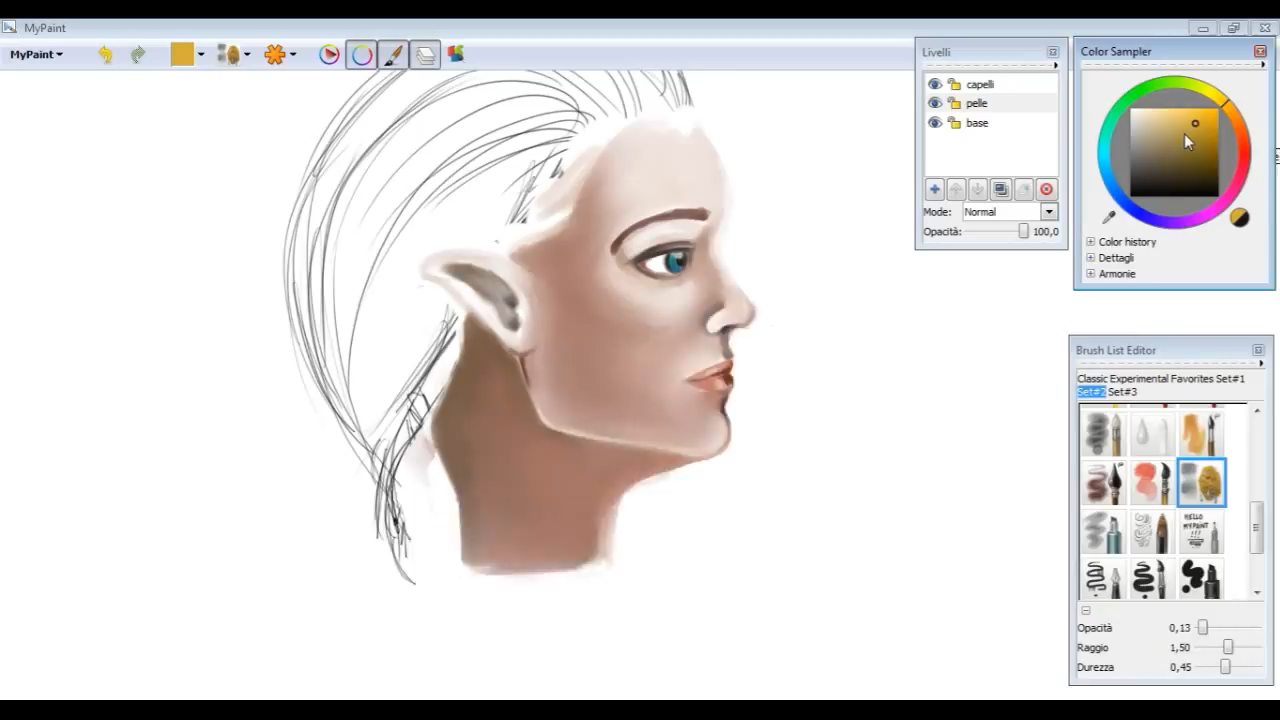 MyPaint
MyPaint
Livelli
capelli
pelle
base
Mode: Normal
Opacità: 100,0
Color Sampler
Color history
Dettagli
Armonie
Brush List Editor
Classic Experimental Favorites Set#1
Set#2 Set#3
HELLO
MYPAINT
Opacità 0,13
Raggio 1,50
Durezza 0,45